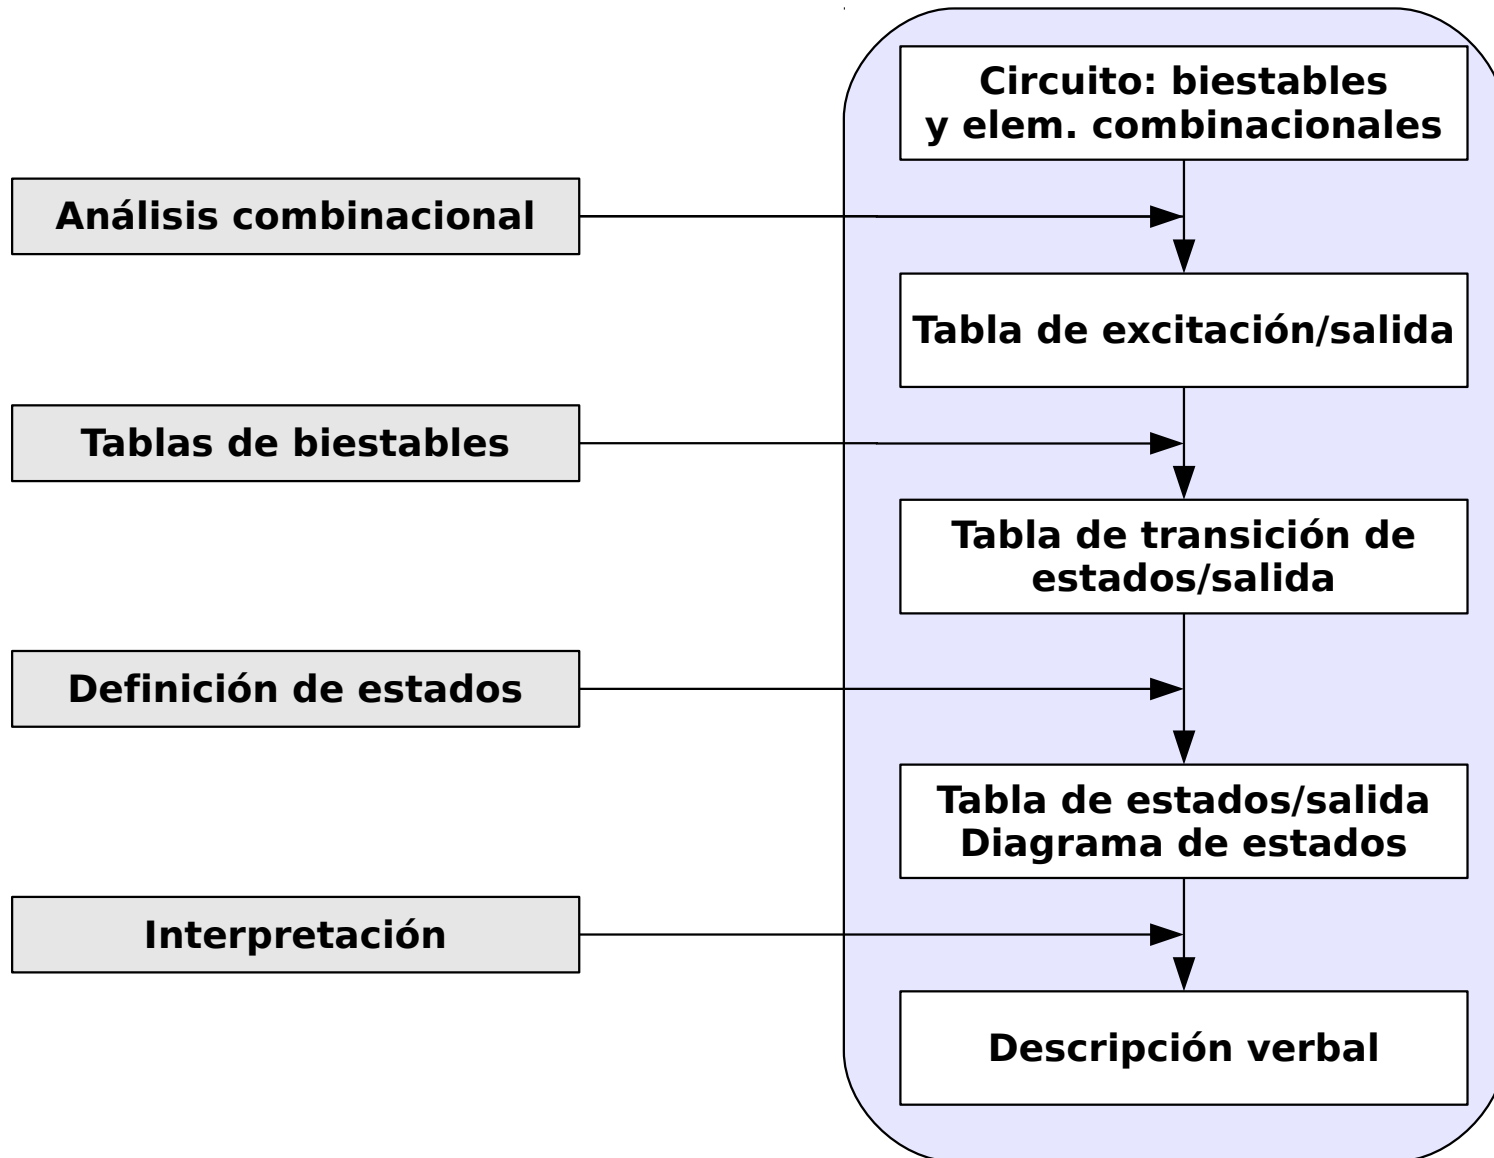 Circuito: biestables
y elem. combinacionales
Análisis combinacional
Tabla de excitación/salida
Tablas de biestables
Tabla de transición de
estados/salida
Definición de estados
Tabla de estados/salida
Diagrama de estados
Interpretación
Descripción verbal